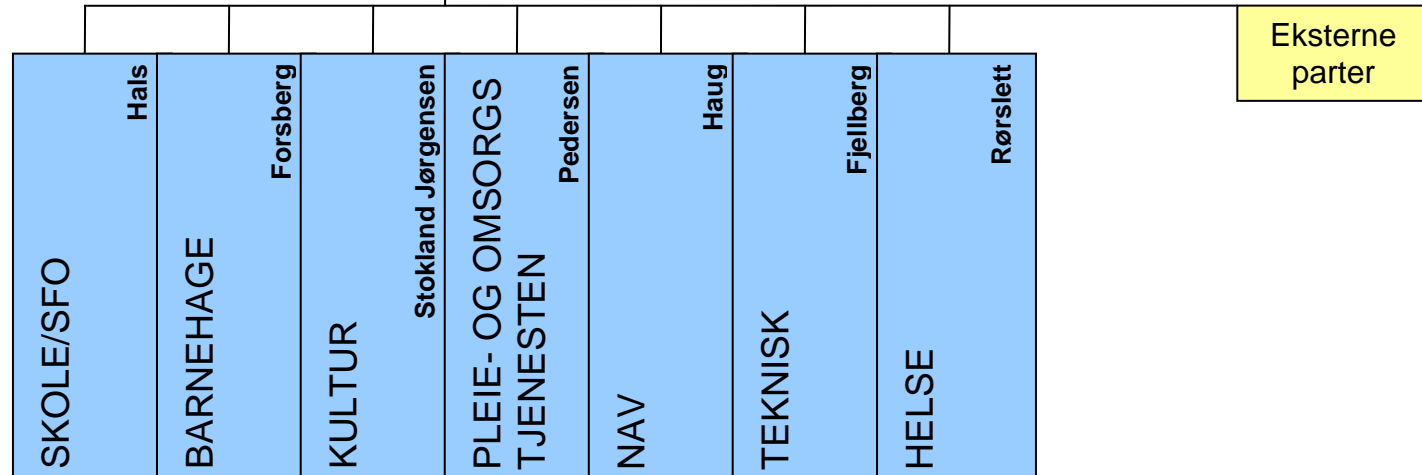 SKOLE/SFO
Hals
BARNEHAGE
Forsberg
KULTUR
Stokland Jørgensen
PLEIE- OG OMSORGS
TJENESTEN
Pedersen
NAV
Haug
TEKNISK
Fjellberg
HELSE
Rørslett
Eksterne
parter